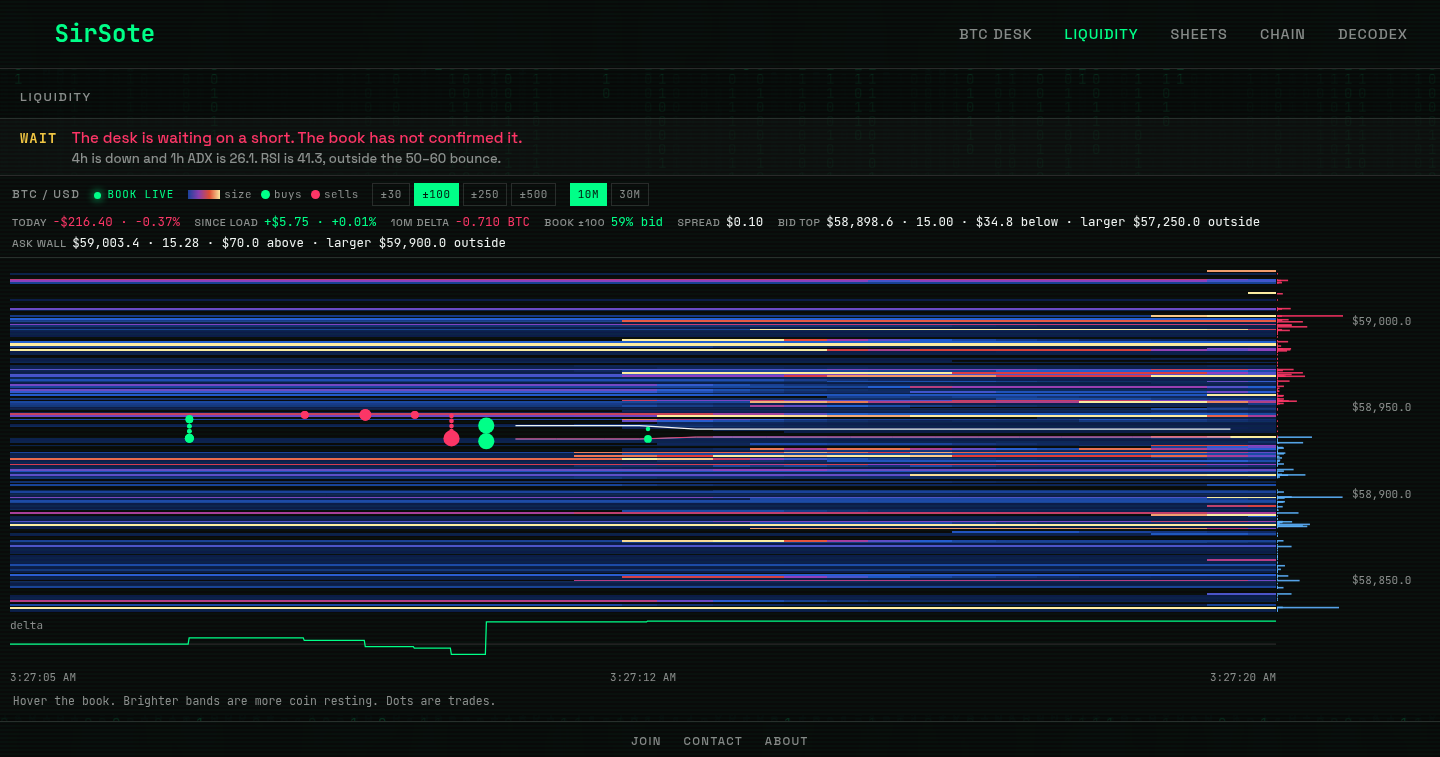 SirSote
BTC DESK LIQUIDITY SHEETS CHAIN DECODEX
LIQUIDITY
WAIT The desk is waiting on a short. The book has not confirmed it.
4h is down and 1h ADX is 26.1. RSI is 41.3, outside the 50–60 bounce.
BTC / USD BOOK LIVE size buys sells ±30 ±100 ±250 ±500 10M 30M
TODAY -$216.40 · -0.37% SINCE LOAD +$5.75 · +0.01% 10M DELTA -0.710 BTC BOOK ±100 59% bid SPREAD $0.10 BID TOP $58,898.6 · 15.00 · $34.8 below · larger $57,250.0 outside
ASK WALL $59,003.4 · 15.28 · $70.0 above · larger $59,900.0 outside
$59,000.0
$58,950.0
$58,900.0
$58,850.0
delta
3:27:05 AM 3:27:12 AM 3:27:20 AM
Hover the book. Brighter bands are more coin resting. Dots are trades.
JOIN CONTACT ABOUT